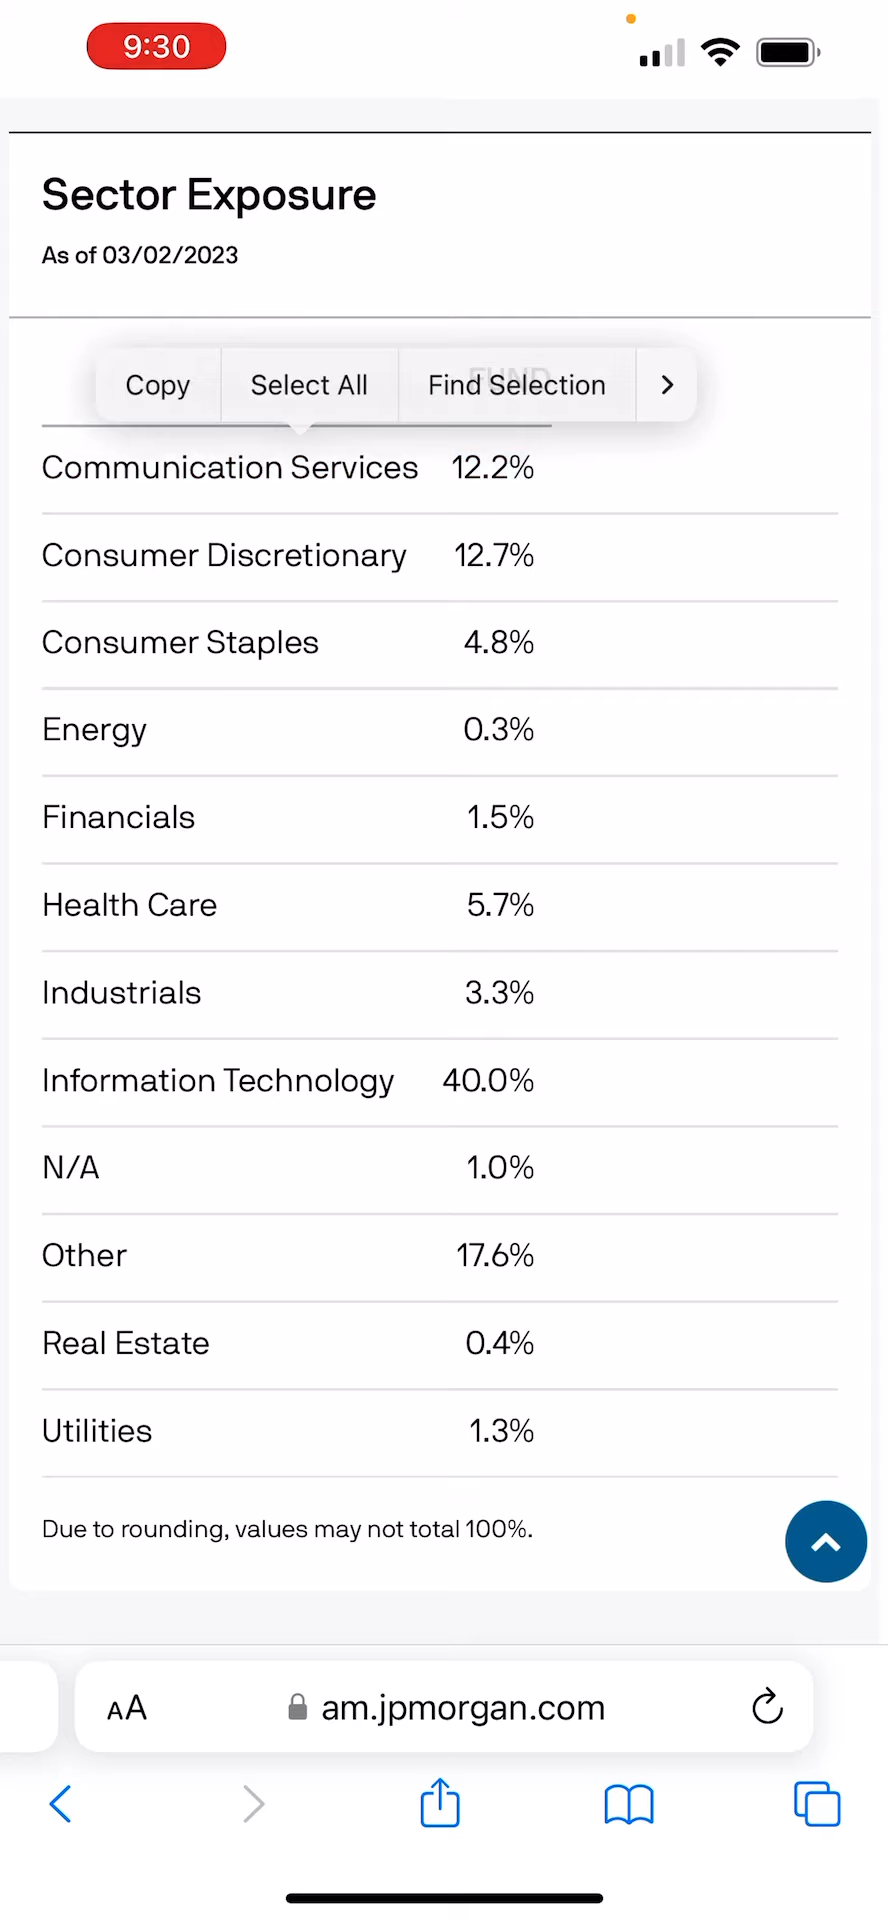 9:30
Sector Exposure
As of 03/02/2023
Copy Select All Find Selection
FUND
Communication Services 12.2%
Consumer Discretionary 12.7%
Consumer Staples 4.8%
Energy 0.3%
Financials 1.5%
Health Care 5.7%
Industrials 3.3%
Information Technology 40.0%
N/A 1.0%
Other 17.6%
Real Estate 0.4%
Utilities 1.3%
Due to rounding, values may not total 100%.
AA am.jpmorgan.com